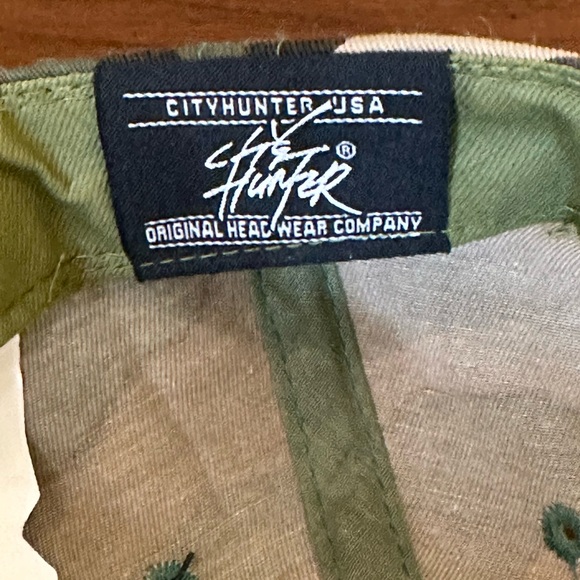 CITYHUNTER USA
CITY
HUNTER ®
ORIGINAL HEAD WEAR COMPANY